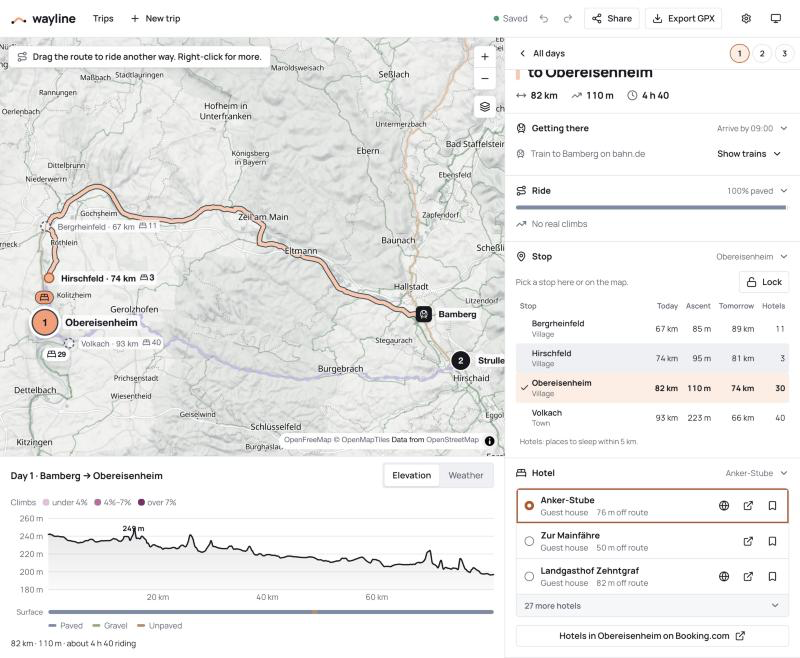 wayline
Trips
New trip
Saved
Share
Export GPX
Drag the route to ride another way. Right-click for more.
Maßbach
Stadtlauringen
Maroldsweisach
Seßlach
Rannungen
Oerlenbach
Hofheim in
Unterfranken
Untermerzbach
Bad Staffelstein
Ebern
Königsberg
in Bayern
Dittelbrunn
Ebensfeld
Niederwerrn
Gochsheim
Zeil am Main
Zapfendorf
Bergrheinfeld · 67 km 11
Röthlein
Baunach
Eltmann
Hirschfeld · 74 km 3
Hallstadt
Kolitzheim
Litzendorf
Gerolzhofen
Bamberg
1
Obereisenheim
Stegaurach
Volkach · 93 km 40
29
2
Burgebrach
Hirschaid
Prichsenstadt
Dettelbach
Wiesentheid
Geiselwind
Schlüsselfeld
Kitzingen
OpenFreeMap © OpenMapTiles Data from OpenStreetMap
Day 1 · Bamberg → Obereisenheim
Elevation
Weather
Climbs
under 4%
4%–7%
over 7%
260 m
249 m
240 m
220 m
200 m
180 m
20 km
40 km
60 km
Surface
Paved
Gravel
Unpaved
82 km · 110 m · about 4 h 40 riding
All days
1
2
3
to Obereisenheim
82 km
110 m
4 h 40
Getting there
Arrive by 09:00
Train to Bamberg on bahn.de
Show trains
Ride
100% paved
No real climbs
Stop
Obereisenheim
Pick a stop here or on the map.
Lock
Stop Today Ascent Tomorrow Hotels
Bergrheinfeld
Village
67 km 85 m 89 km 11
Hirschfeld
Village
74 km 95 m 81 km 3
Obereisenheim
Village
82 km 110 m 74 km 30
Volkach
Town
93 km 223 m 66 km 40
Hotels: places to sleep within 5 km.
Hotel
Anker-Stube
Anker-Stube
Guest house 76 m off route
Zur Mainfähre
Guest house 50 m off route
Landgasthof Zehntgraf
Guest house 82 m off route
27 more hotels
Hotels in Obereisenheim on Booking.com